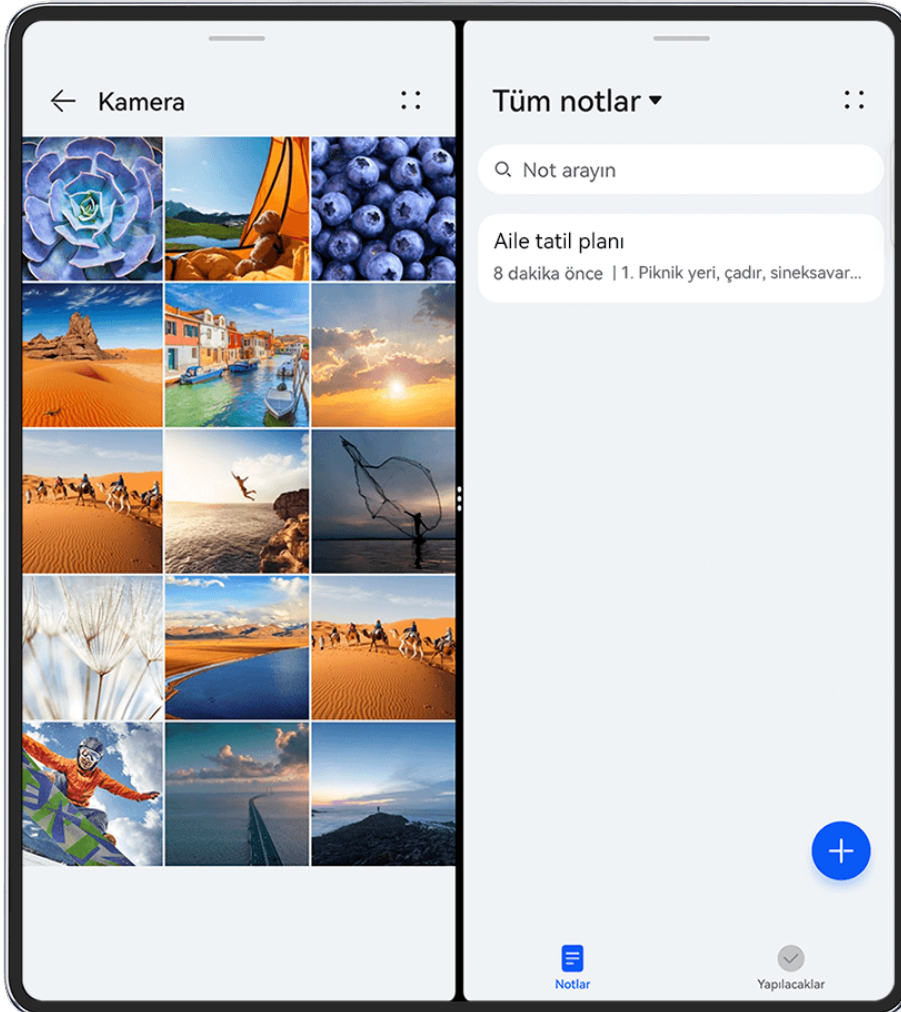 Kamera
Tüm notlar
Not arayın
Aile tatil planı
8 dakika önce | 1. Piknik yeri, çadır, sineksavar...
Notlar
Yapılacaklar